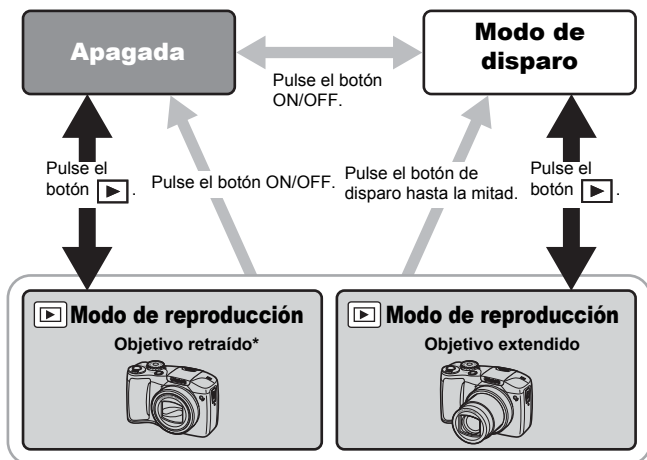 Apagada
Modo de
disparo
Pulse el botón
ON/OFF.
Pulse el
botón .
Pulse el botón ON/OFF.
Pulse el botón de
disparo hasta la mitad.
Pulse el
botón .
Modo de reproducción
Objetivo retraído*
Modo de reproducción
Objetivo extendido